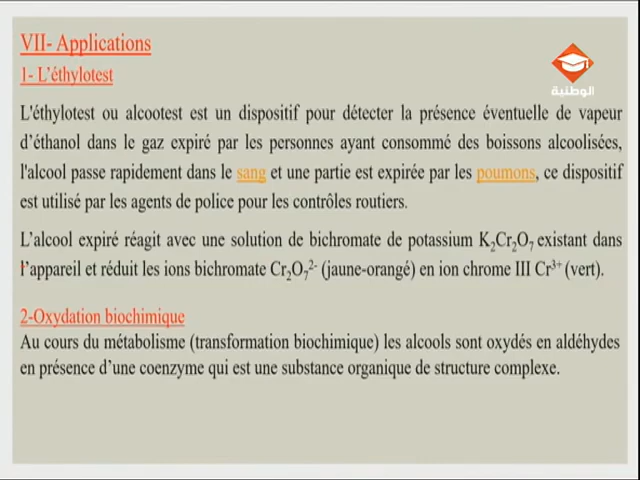 VII- Applications
1- L'éthylotest
الوطنية
L'éthylotest ou alcootest est un dispositif pour détecter la présence éventuelle de vapeur
d'éthanol dans le gaz expiré par les personnes ayant consommé des boissons alcoolisées,
l'alcool passe rapidement dans le sang et une partie est expirée par les poumons, ce dispositif
est utilisé par les agents de police pour les contrôles routiers.
L'alcool expiré réagit avec une solution de bichromate de potassium K₂Cr₂O₇ existant dans
l'appareil et réduit les ions bichromate Cr₂O₇²⁻ (jaune-orangé) en ion chrome III Cr³⁺ (vert).
2-Oxydation biochimique
Au cours du métabolisme (transformation biochimique) les alcools sont oxydés en aldéhydes
en présence d'une coenzyme qui est une substance organique de structure complexe.